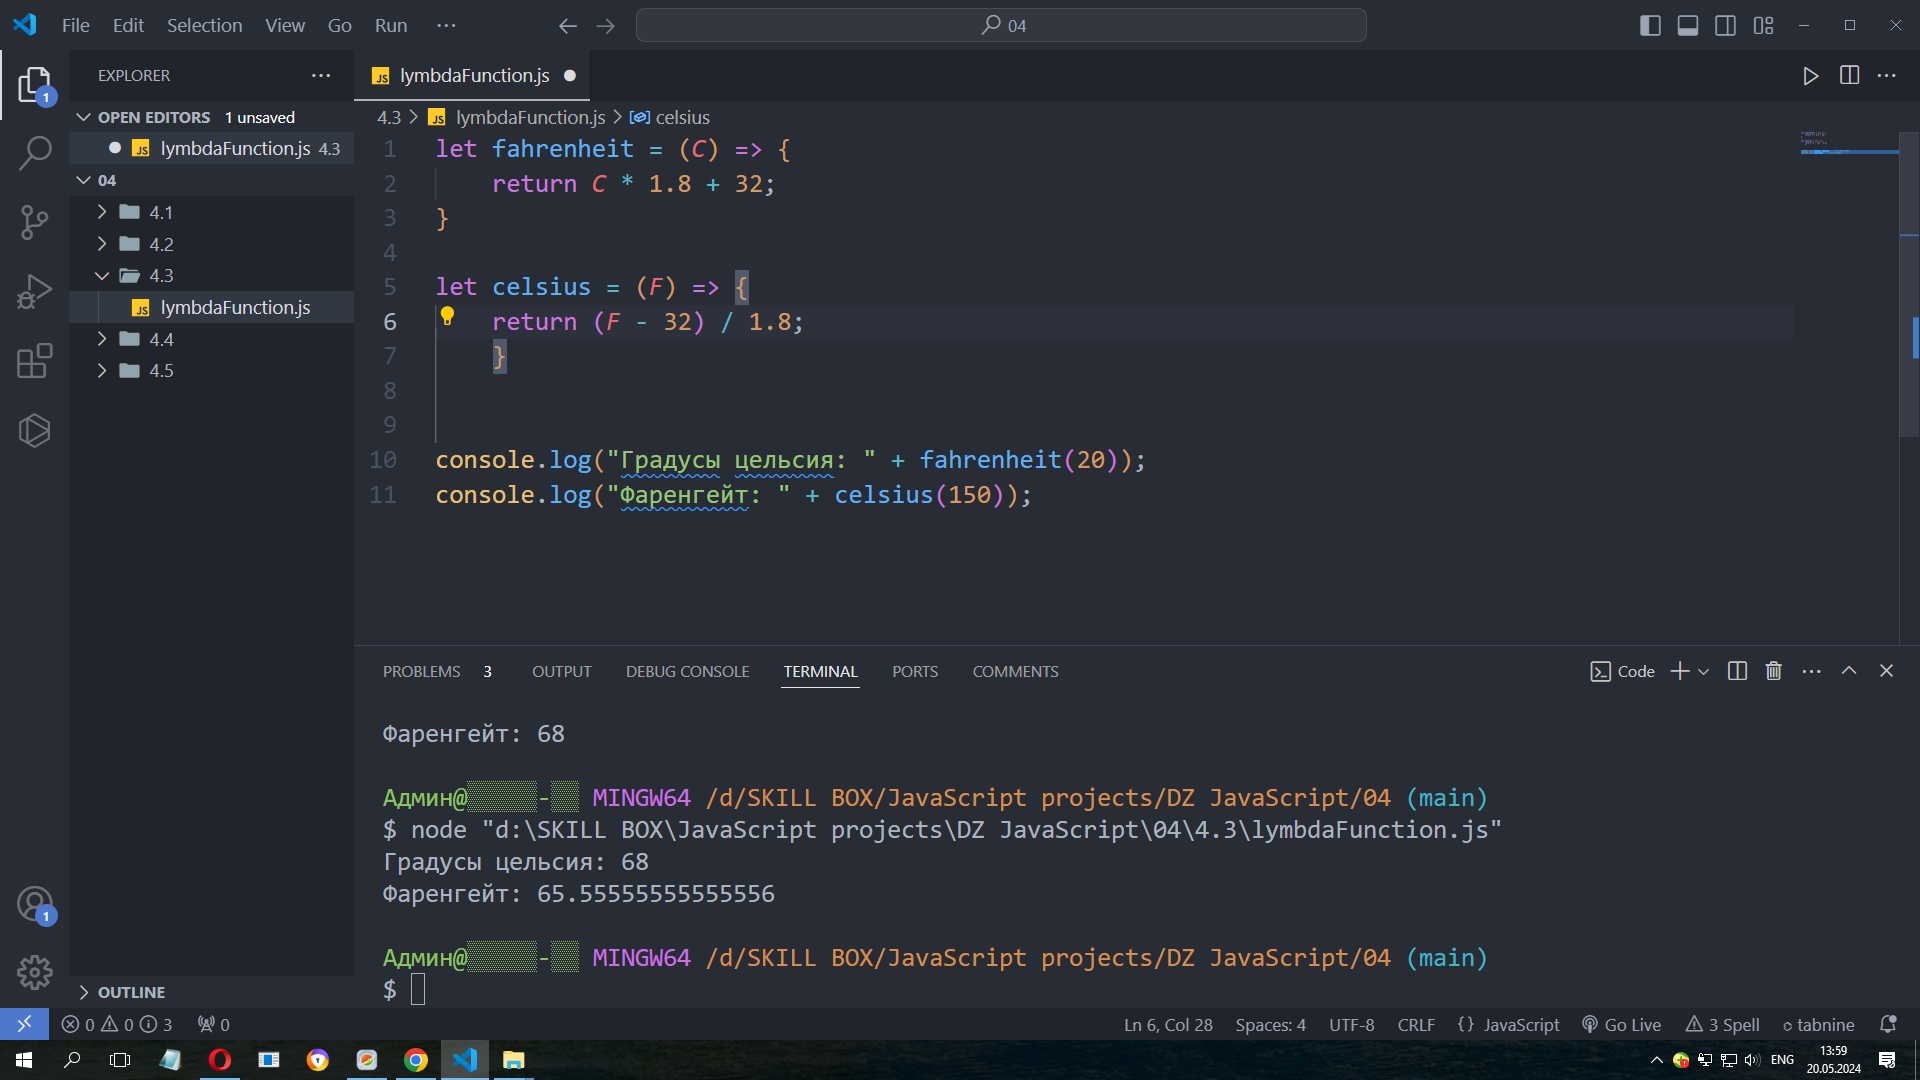 File Edit Selection View Go Run ··· 04
EXPLORER ···
OPEN EDITORS 1 unsaved
JS lymbdaFunction.js 4.3
04
4.1
4.2
4.3
JS lymbdaFunction.js
4.4
4.5
OUTLINE
JS lymbdaFunction.js
4.3 > JS lymbdaFunction.js > celsius
1 let fahrenheit = (C) => {
2 return C * 1.8 + 32;
3 }
4
5 let celsius = (F) => {
6 return (F - 32) / 1.8;
7 }
8
9
10 console.log("Градусы цельсия: " + fahrenheit(20));
11 console.log("Фаренгейт: " + celsius(150));
PROBLEMS 3 OUTPUT DEBUG CONSOLE TERMINAL PORTS COMMENTS Code
Фаренгейт: 68
Админ@▒▒▒▒▒-▒▒ MINGW64 /d/SKILL BOX/JavaScript projects/DZ JavaScript/04 (main)
$ node "d:\SKILL BOX\JavaScript projects\DZ JavaScript\04\4.3\lymbdaFunction.js"
Градусы цельсия: 68
Фаренгейт: 65.55555555555556
Админ@▒▒▒▒▒-▒▒ MINGW64 /d/SKILL BOX/JavaScript projects/DZ JavaScript/04 (main)
$
1
1
0 0 3 0 Ln 6, Col 28 Spaces: 4 UTF-8 CRLF {} JavaScript Go Live 3 Spell tabnine
ENG 13:59
20.05.2024